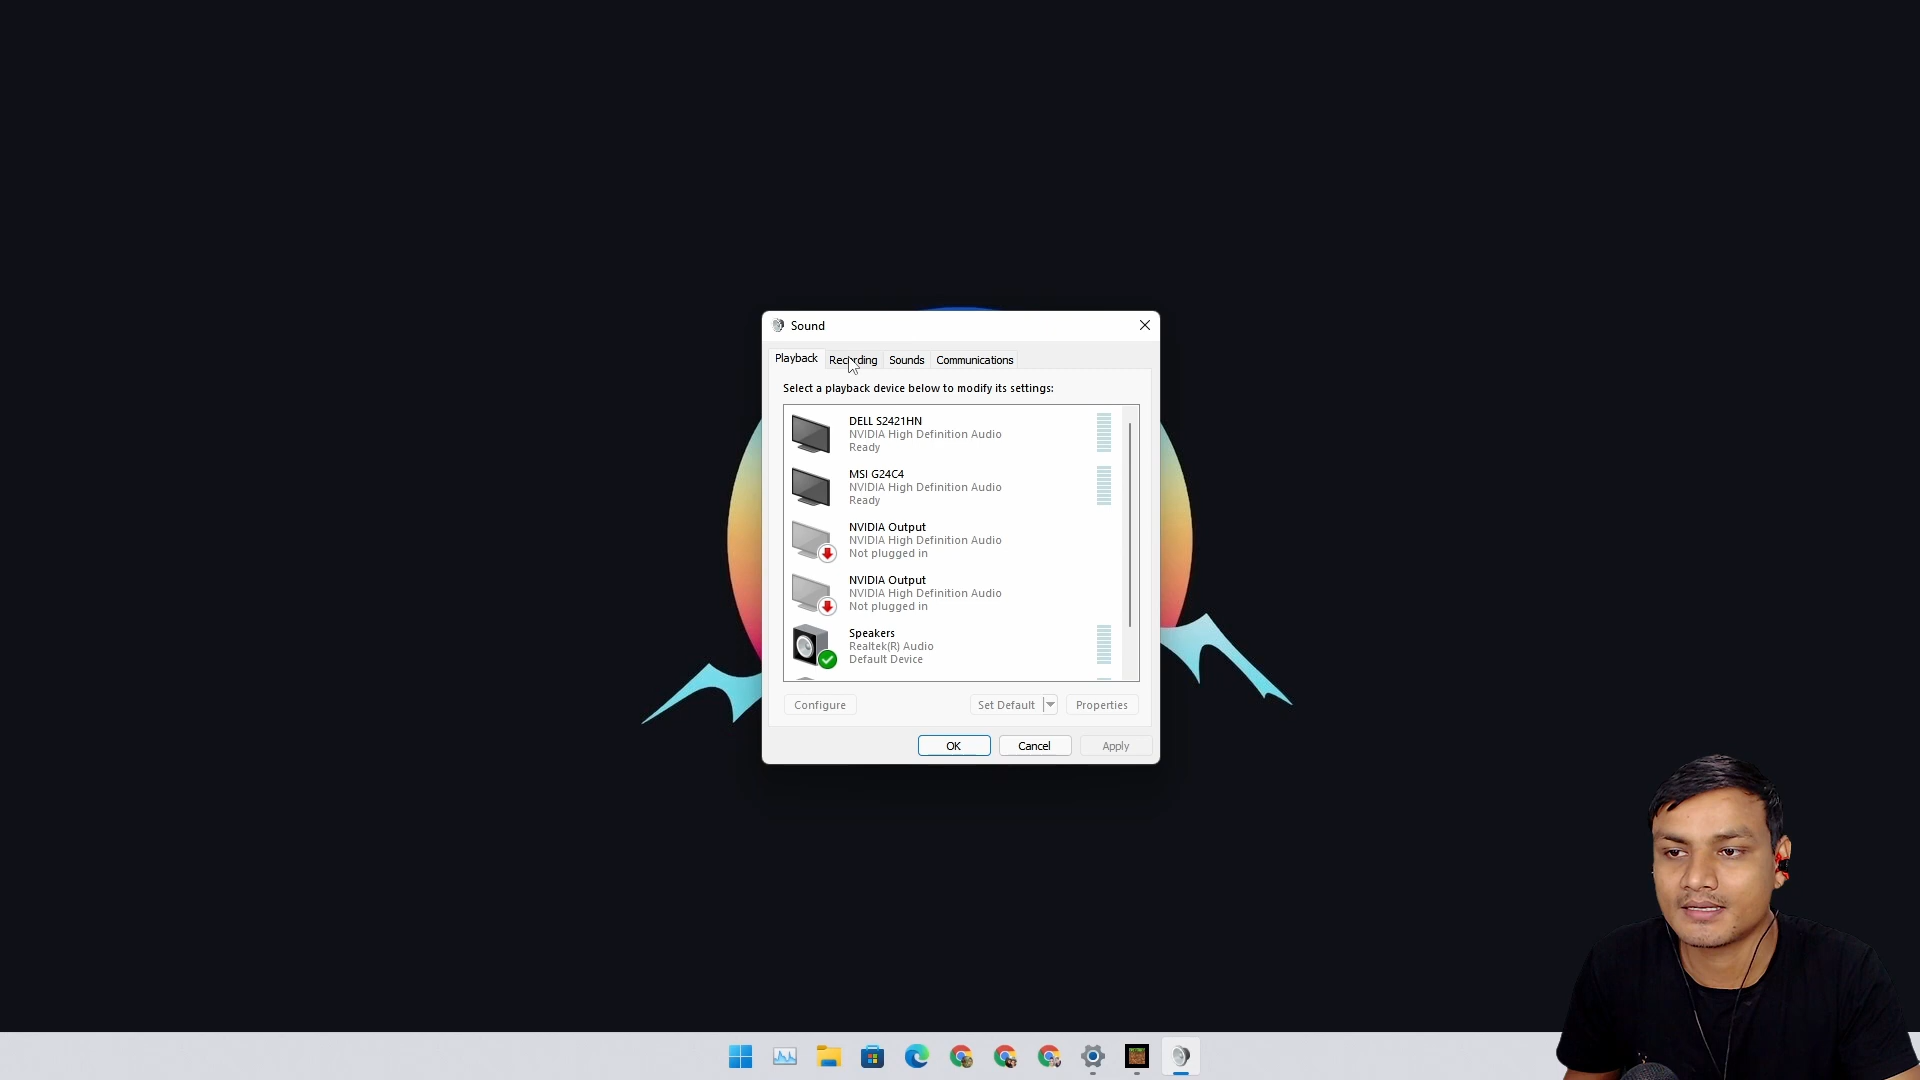 Sound
Playback Recording Sounds Communications
Select a playback device below to modify its settings:
DELL S2421HN
NVIDIA High Definition Audio
Ready
MSI G24C4
NVIDIA High Definition Audio
Ready
NVIDIA Output
NVIDIA High Definition Audio
Not plugged in
NVIDIA Output
NVIDIA High Definition Audio
Not plugged in
Speakers
Realtek(R) Audio
Default Device
Configure Set Default Properties
OK Cancel Apply